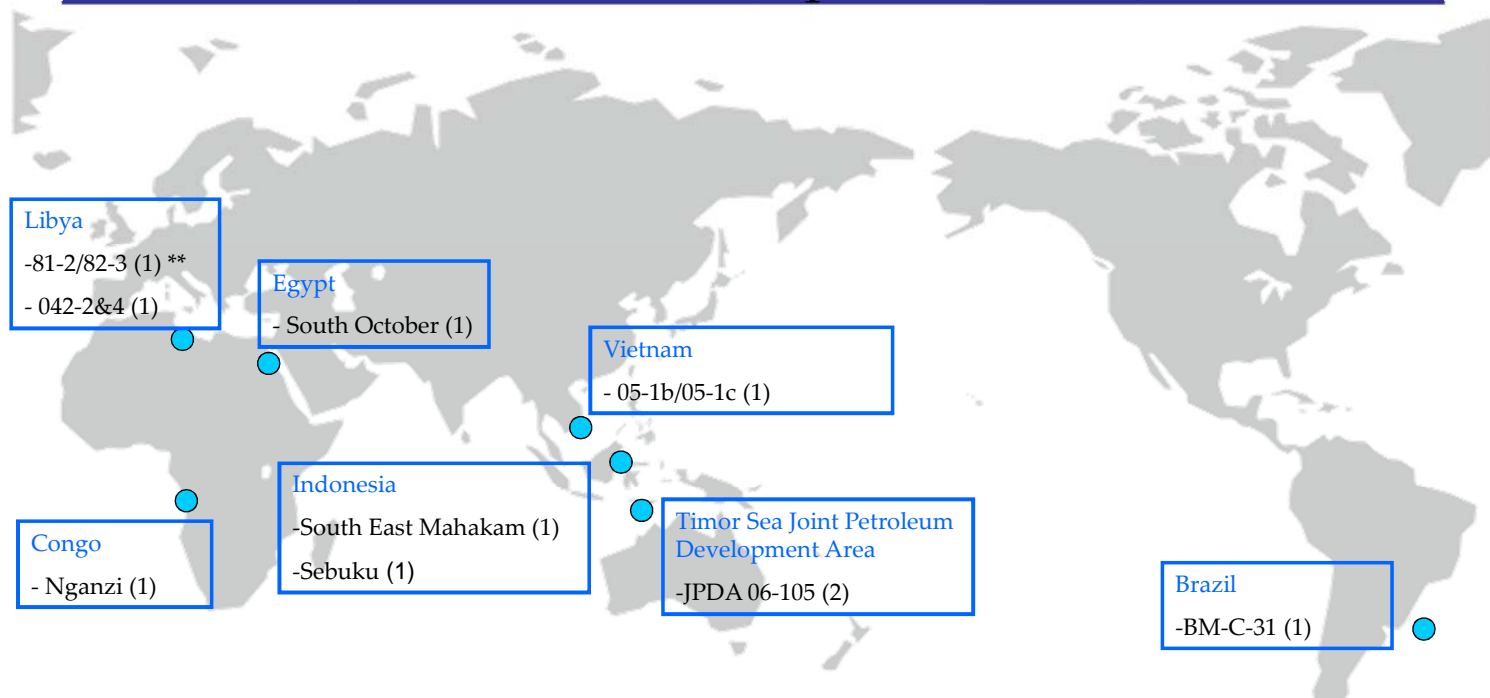 Libya
-81-2/82-3 (1) **
- 042-2&4 (1)
Egypt
- South October (1)
Vietnam
- 05-1b/05-1c (1)
Indonesia
-South East Mahakam (1)
-Sebuku (1)
Congo
- Nganzi (1)
Timor Sea Joint Petroleum
Development Area
-JPDA 06-105 (2)
Brazil
-BM-C-31 (1)